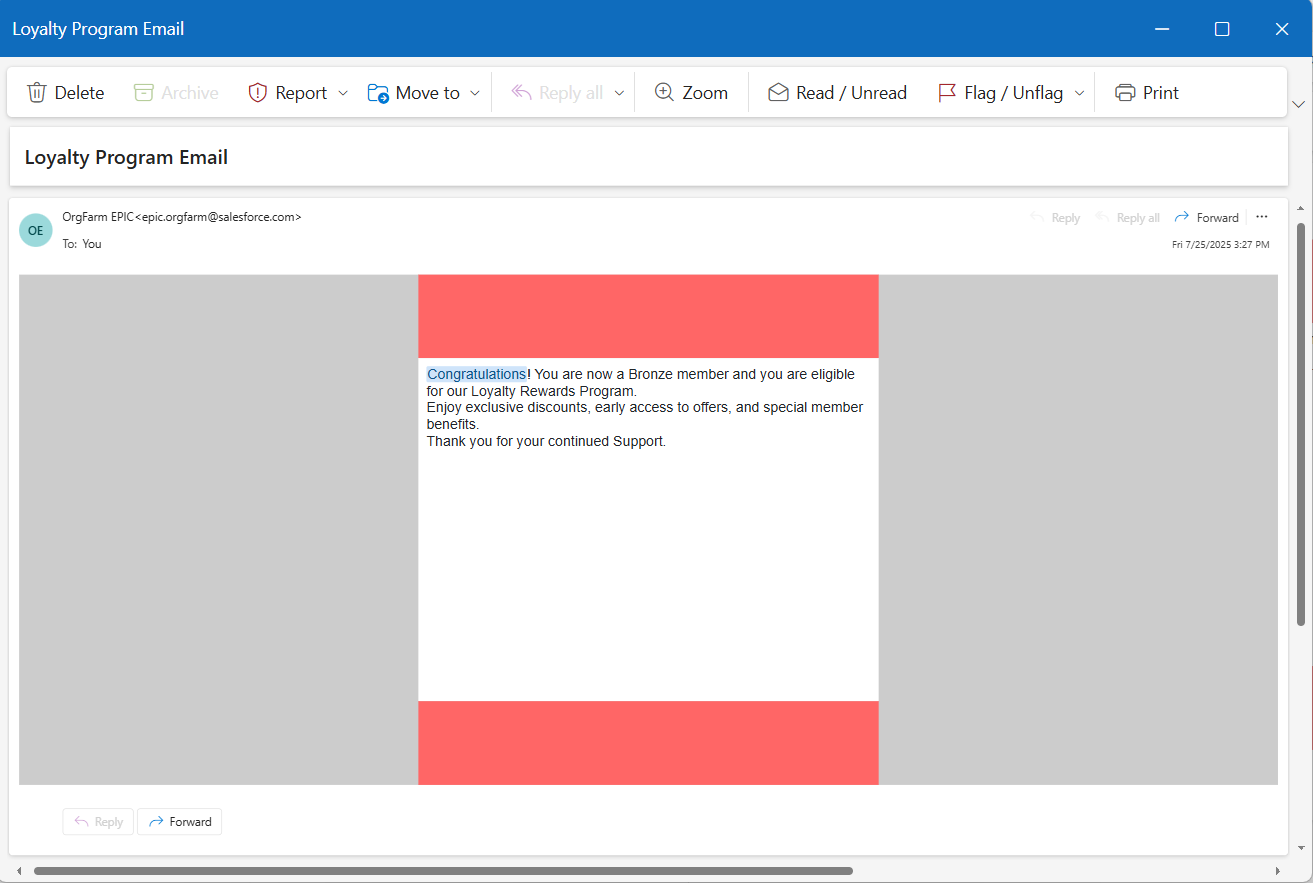 Loyalty Program Email
Delete Archive Report Move to Reply all Zoom Read / Unread Flag / Unflag Print
Loyalty Program Email
OE
OrgFarm EPIC<epic.orgfarm@salesforce.com>
Reply Reply all Forward
To: You
Fri 7/25/2025 3:27 PM
Congratulations! You are now a Bronze member and you are eligible
for our Loyalty Rewards Program.
Enjoy exclusive discounts, early access to offers, and special member
benefits.
Thank you for your continued Support.
Reply Forward